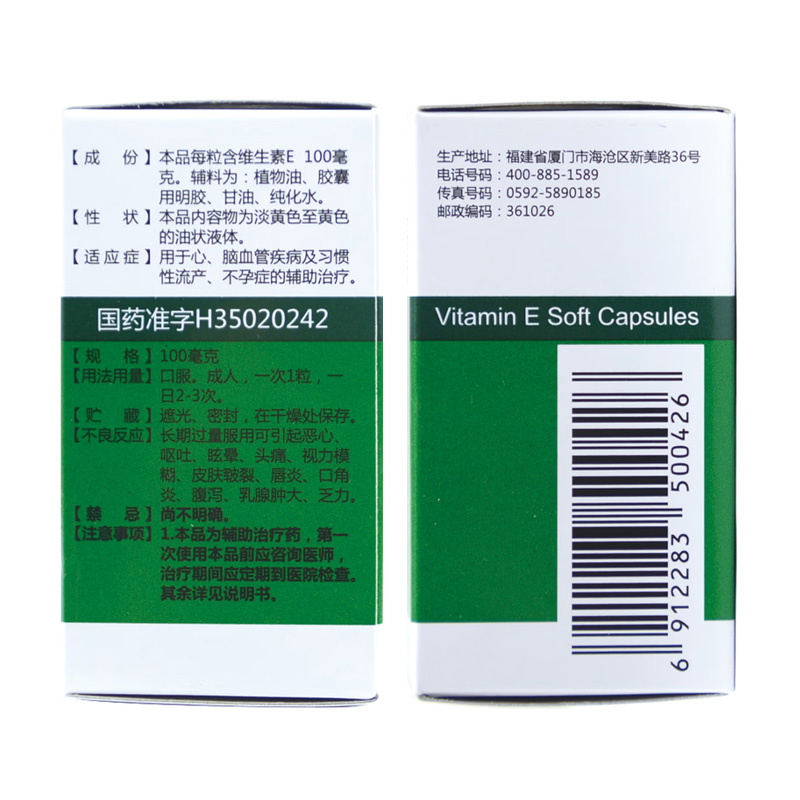 【成 份】本品每粒含维生素E 100毫
克。辅料为：植物油、胶囊
用明胶、甘油、纯化水。
【性 状】本品内容物为淡黄色至黄色
的油状液体。
【适应症】用于心、脑血管疾病及习惯
性流产、不孕症的辅助治疗。
国药准字H35020242
【规 格】100毫克
【用法用量】口服。成人，一次1粒，一
日2-3次。
【贮 藏】遮光、密封，在干燥处保存。
【不良反应】长期过量服用可引起恶心、
呕吐、眩晕、头痛、视力模
糊、皮肤皲裂、唇炎、口角
炎、腹泻、乳腺肿大、乏力。
【禁 忌】尚不明确。
【注意事项】1.本品为辅助治疗药，第一
次使用本品前应咨询医师，
治疗期间应定期到医院检查。
其余详见说明书。
生产地址：福建省厦门市海沧区新美路36号
电话号码：400-885-1589
传真号码：0592-5890185
邮政编码：361026
Vitamin E Soft Capsules
6 912283 500426